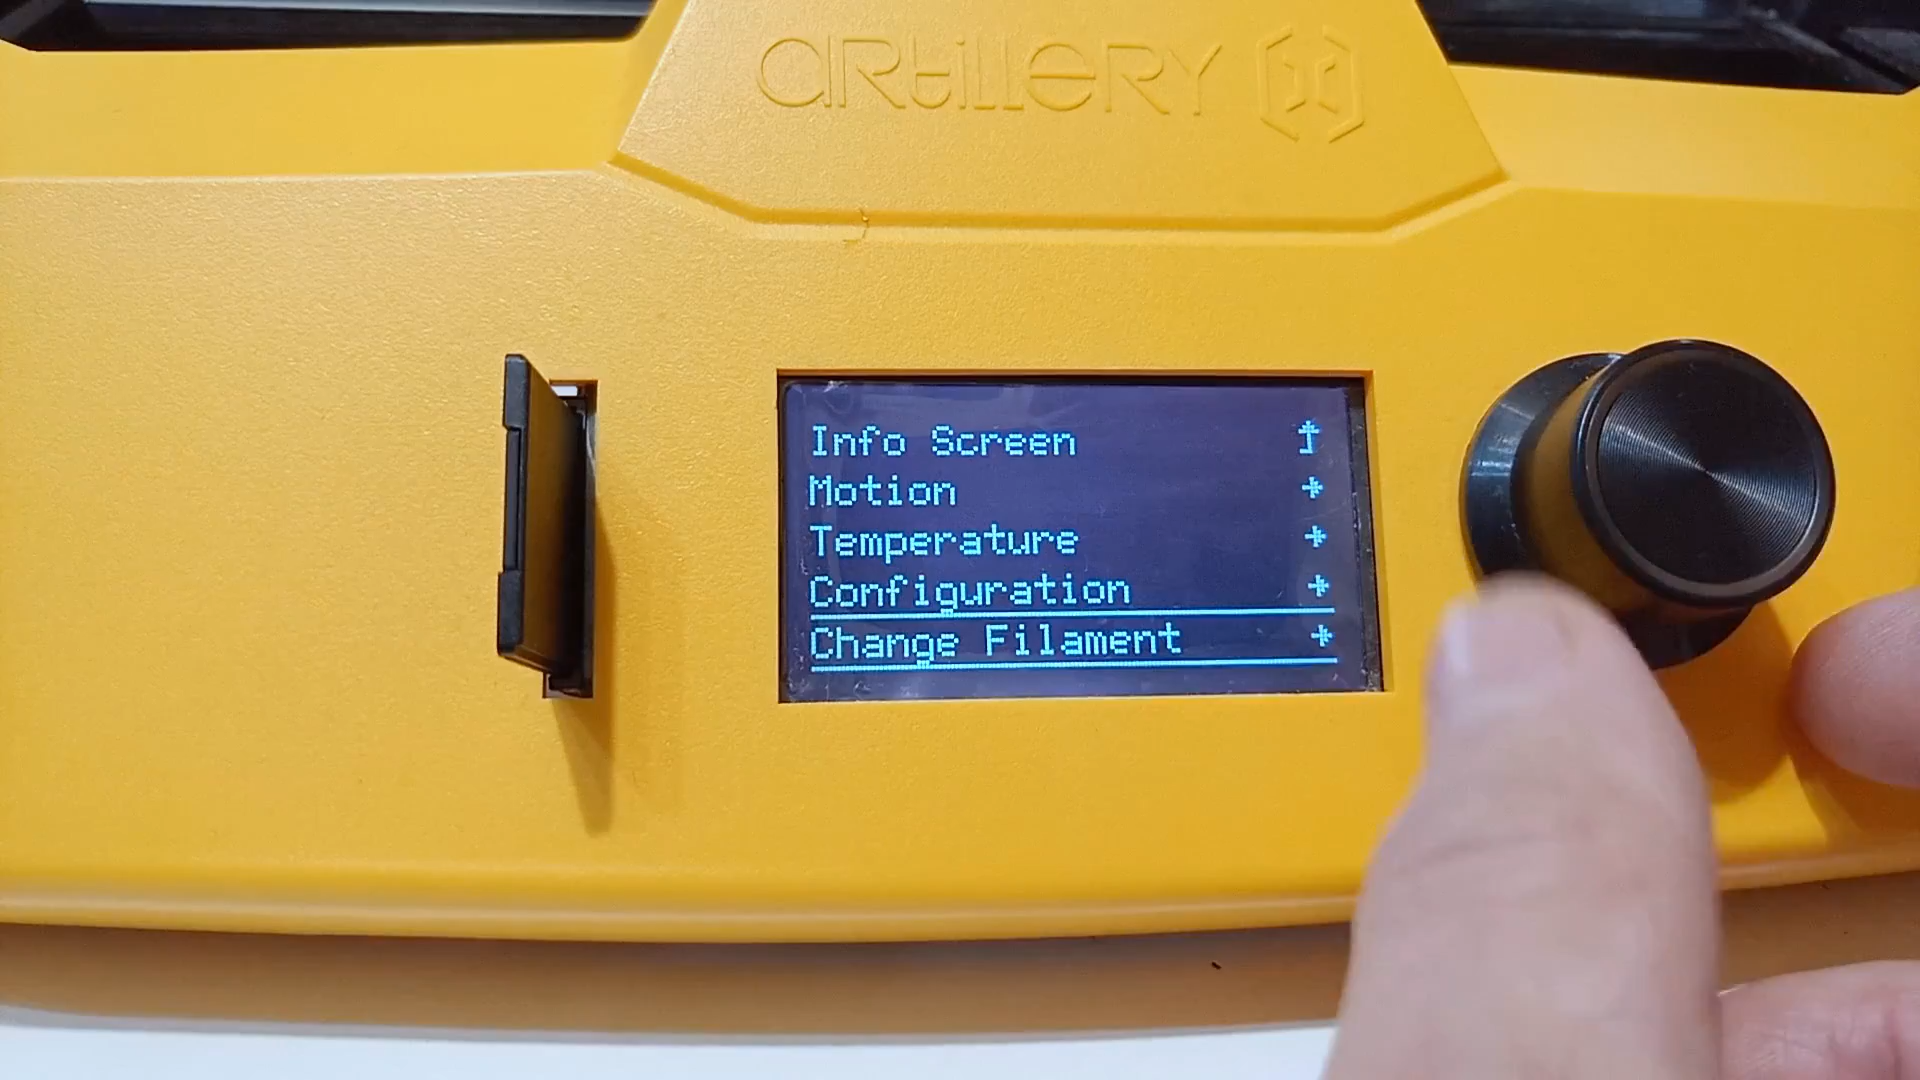 ARTILLERY
Info Screen
Motion
Temperature
Configuration
Change Filament